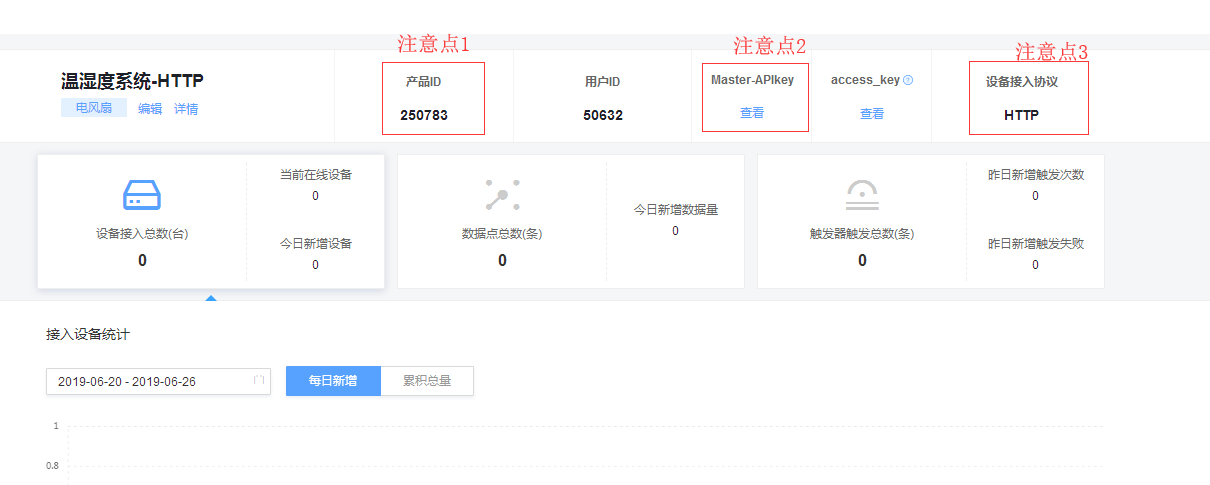 注意点1
注意点2
注意点3
温湿度系统-HTTP
电风扇 编辑 详情
产品ID
250783
用户ID
50632
Master-APIkey
查看
access_key
查看
设备接入协议
HTTP
设备接入总数(台)
0
当前在线设备
0
今日新增设备
0
数据点总数(条)
0
今日新增数据量
0
触发器触发总数(条)
0
昨日新增触发次数
0
昨日新增触发失败
0
接入设备统计
2019-06-20 - 2019-06-26
每日新增 累积总量
1
0.8